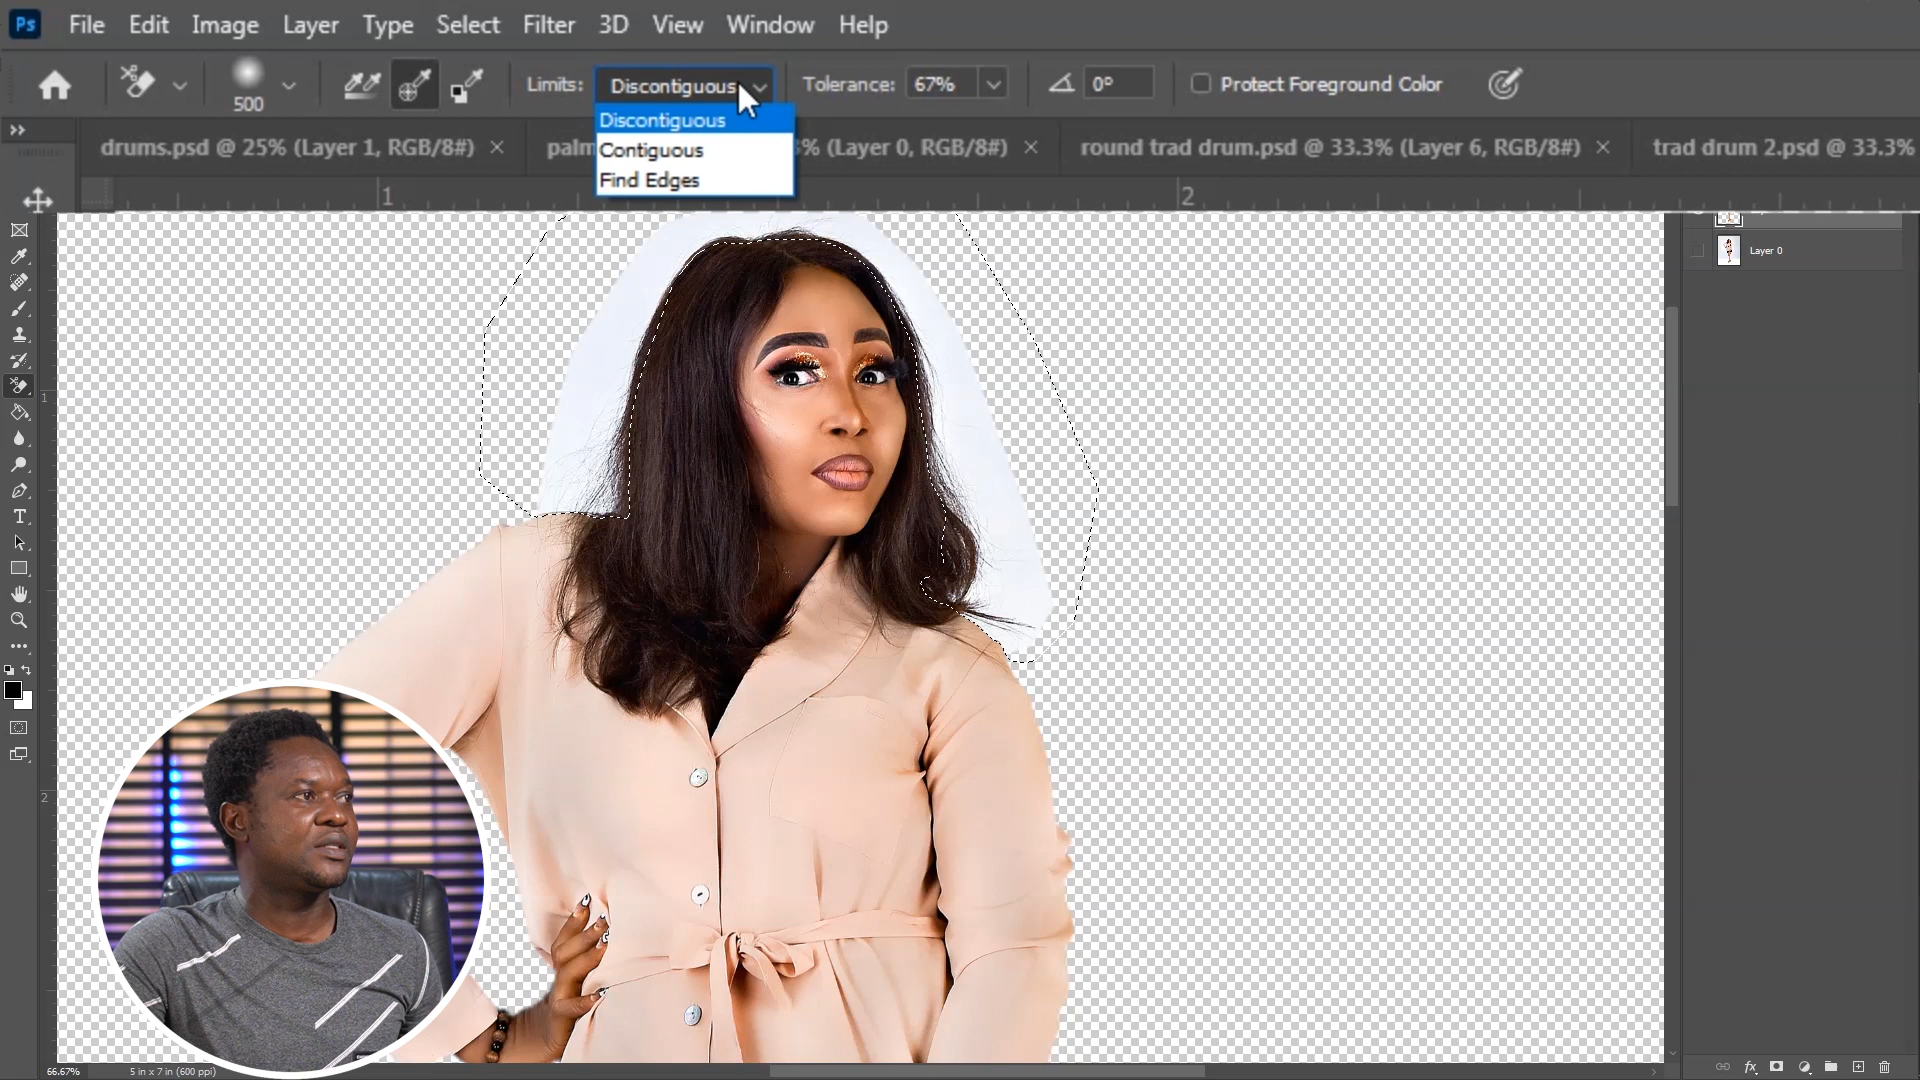 Ps File Edit Image Layer Type Select Filter 3D View Window Help
500 Limits: Discontiguous Tolerance: 67% 0° Protect Foreground Color
Discontiguous
Contiguous
Find Edges
drums.psd @ 25% (Layer 1, RGB/8#) × palm % (Layer 0, RGB/8#) × round trad drum.psd @ 33.3% (Layer 6, RGB/8#) × trad drum 2.psd @ 33.3%
1 2
Layer 0
1
2
T
66.67% 5 in x 7 in (600 ppi)
fx